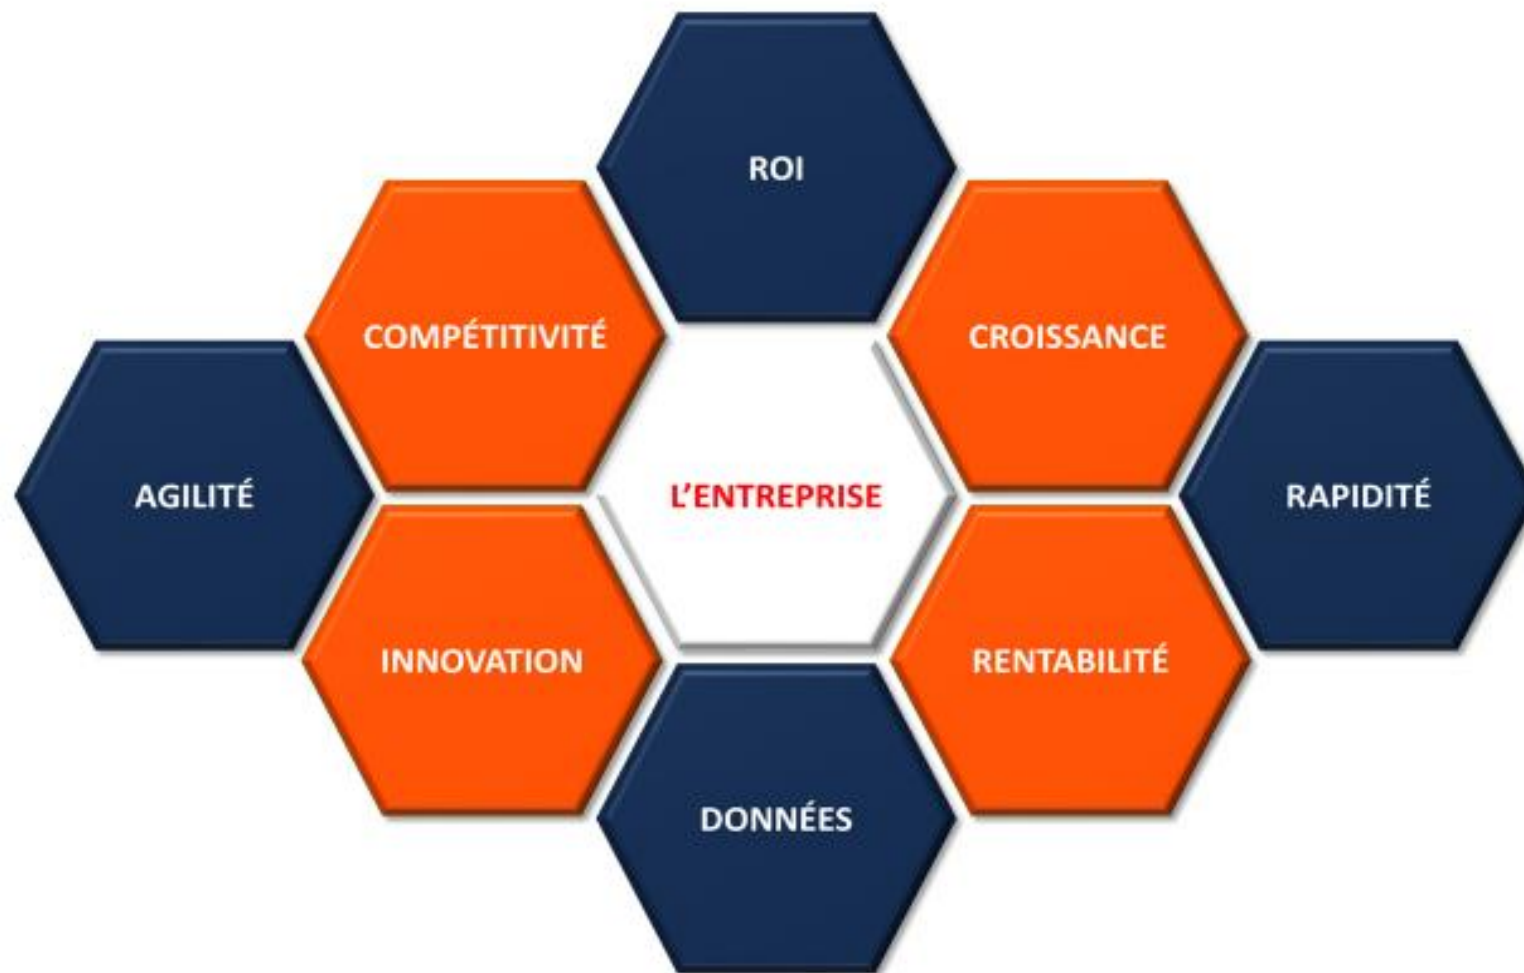 ROI
COMPÉTITIVITÉ
CROISSANCE
AGILITÉ
L’ENTREPRISE
RAPIDITÉ
INNOVATION
RENTABILITÉ
DONNÉES